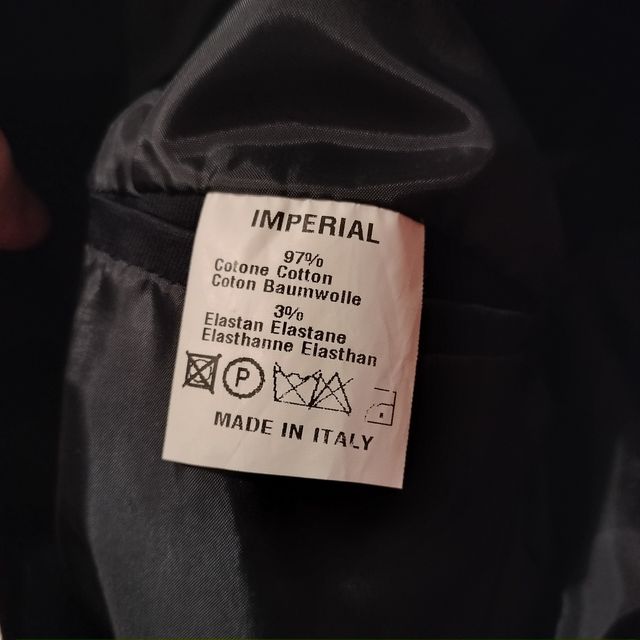 IMPERIAL
97%
Cotone Cotton
Coton Baumwolle
3%
Elastan Elastane
Elasthanne Elasthan
P
MADE IN ITALY